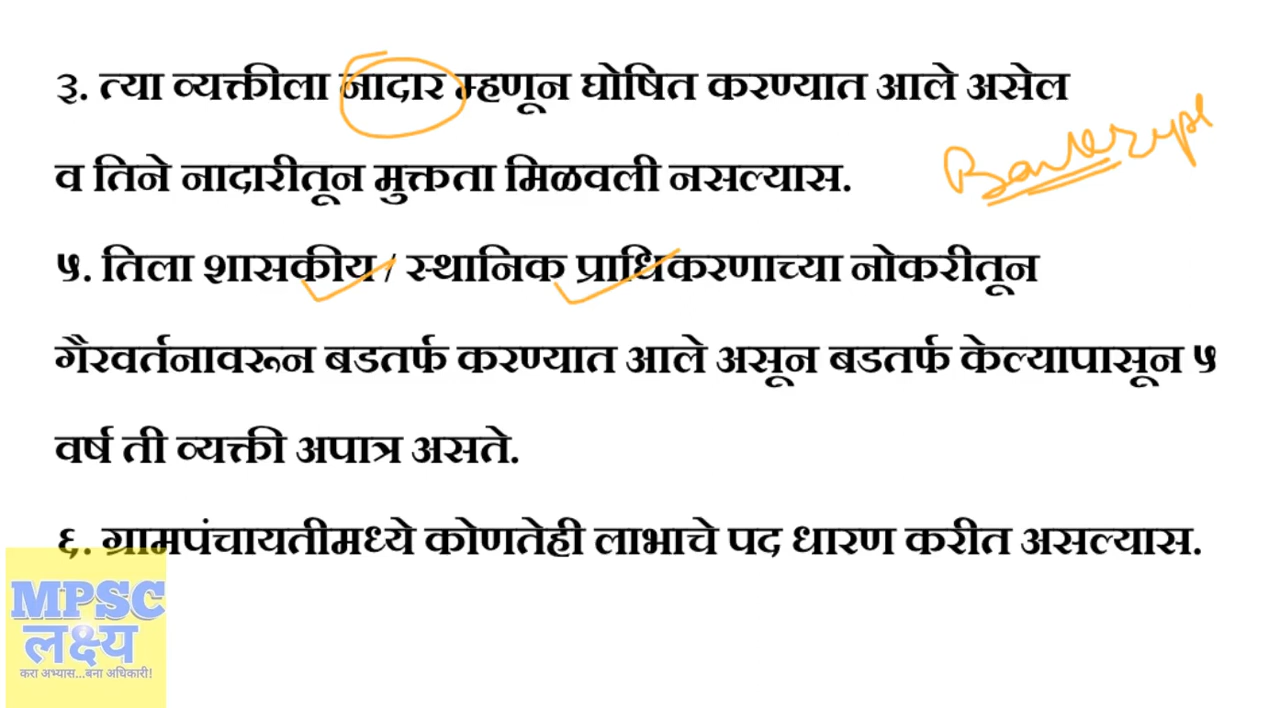 ३. त्या व्यक्तीला नादार म्हणून घोषित करण्यात आले असेल
व तिने नादारीतून मुक्तता मिळवली नसल्यास.
Bankrupt
५. तिला शासकीय / स्थानिक प्राधिकरणाच्या नोकरीतून
गैरवर्तनावरून बडतर्फ करण्यात आले असून बडतर्फ केल्यापासून ५
वर्ष ती व्यक्ती अपात्र असते.
६. ग्रामपंचायतीमध्ये कोणतेही लाभाचे पद धारण करीत असल्यास.
MPSC
लक्ष्य
करा अभ्यास...बना अधिकारी!